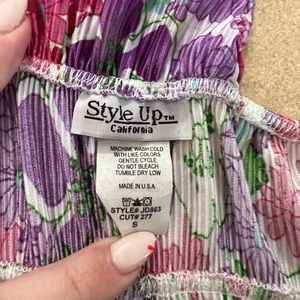 Style Up™
California
MACHINE WASH COLD
WITH LIKE COLORS
GENTLE CYCLE
DO NOT BLEACH
TUMBLE DRY LOW
MADE IN U.S.A.
STYLE# JD863
CUT# 277
S